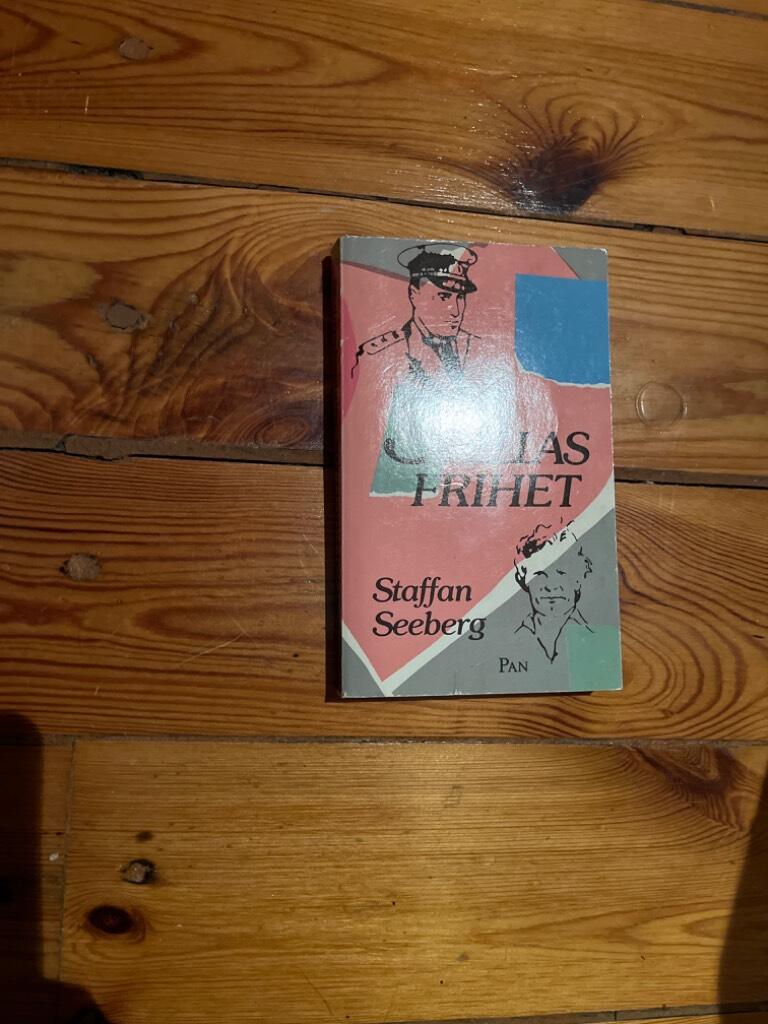 FRIHET
Staffan
Seeberg
PAN